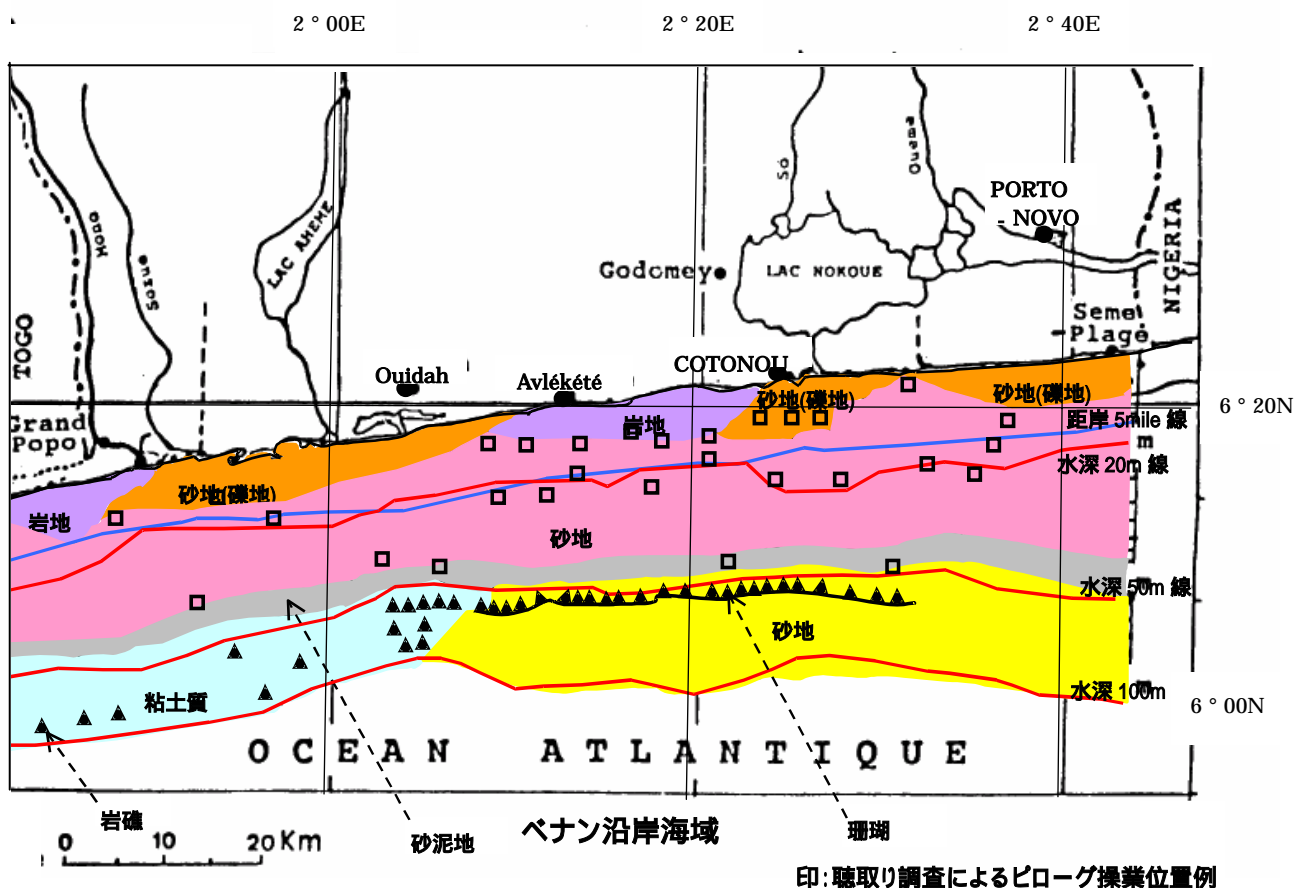 2 ° 00E
2 ° 20E
2 ° 40E
TOGO
MONO
Sazue
LAC AHEME
Sô
Ouémé
PORTO
- NOVO
NIGERIA
Godomey
LAC NOKOUE
Seme
Plage
Ouidah
Avlékété
COTONOU
Grand
Popo
岩地
砂地(礫地)
岩地
砂地(礫地)
砂地(礫地)
6 ° 20N
距岸 5mile 線
m
水深 20m 線
砂地
水深 50m 線
砂地
粘土質
水深 100m
6 ° 00N
OCEAN ATLANTIQUE
岩礁
砂泥地
ベナン沿岸海域
珊瑚
0 10 20 Km
印:聴取り調査によるピローグ操業位置例